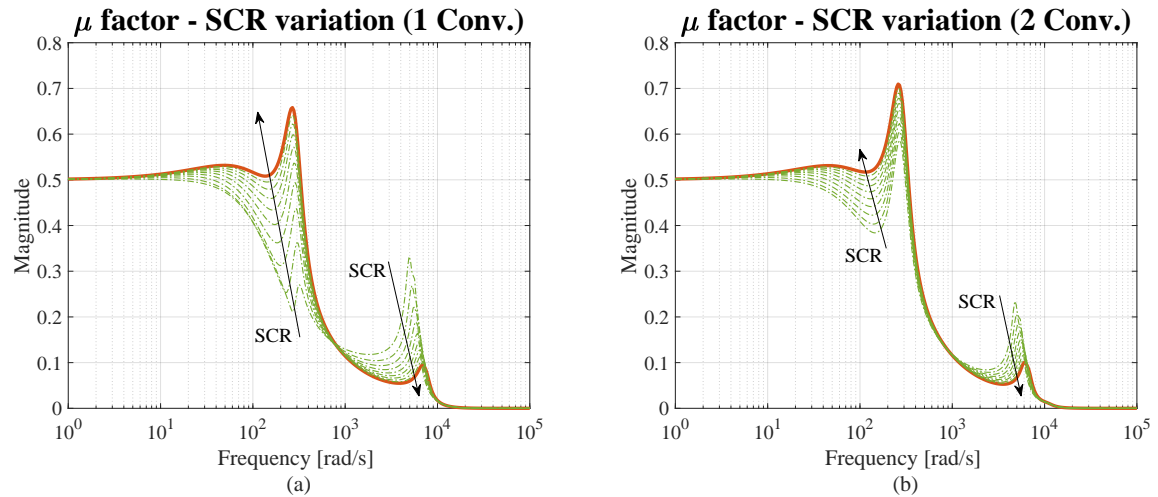 μ factor - SCR variation (1 Conv.)
0.8
0.7
0.6
0.5
0.4
0.3
0.2
0.1
0
Magnitude
SCR
SCR
10^0
10^1
10^2
10^3
10^4
10^5
Frequency [rad/s]
(a)
μ factor - SCR variation (2 Conv.)
0.8
0.7
0.6
0.5
0.4
0.3
0.2
0.1
0
Magnitude
SCR
SCR
10^0
10^1
10^2
10^3
10^4
10^5
Frequency [rad/s]
(b)